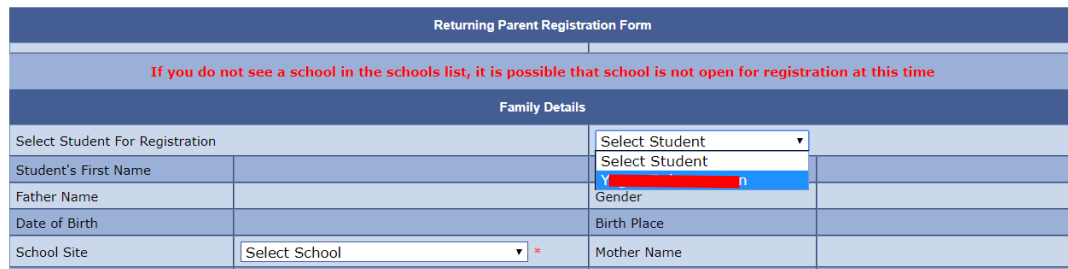 Returning Parent Registration Form
If you do not see a school in the schools list, it is possible that school is not open for registration at this time
Family Details
Select Student For Registration
Select Student
Select Student
Student's First Name
Father Name
Gender
Date of Birth
Birth Place
School Site
Select School
*
Mother Name